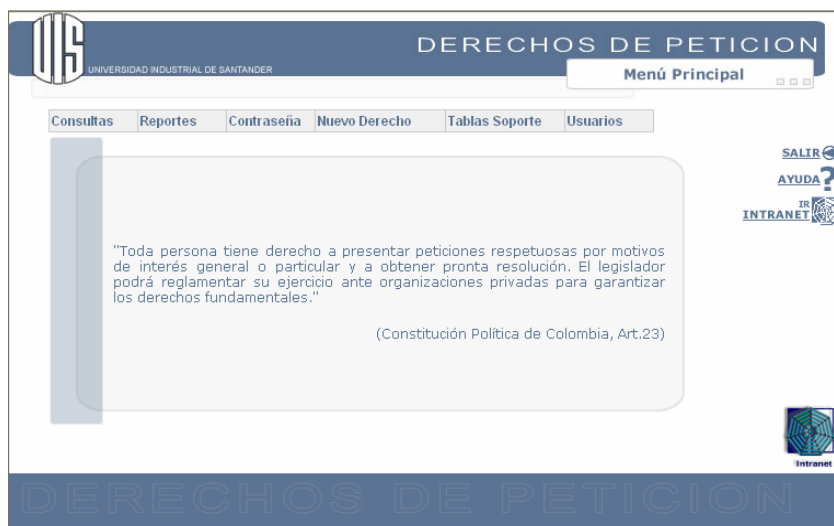 UIS
DERECHOS DE PETICION
UNIVERSIDAD INDUSTRIAL DE SANTANDER
Menú Principal
Consultas Reportes Contraseña Nuevo Derecho Tablas Soporte Usuarios
SALIR
AYUDA ?
IR
INTRANET
"Toda persona tiene derecho a presentar peticiones respetuosas por motivos
de interés general o particular y a obtener pronta resolución. El legislador
podrá reglamentar su ejercicio ante organizaciones privadas para garantizar
los derechos fundamentales."
(Constitución Política de Colombia, Art.23)
Intranet
DERECHOS DE PETICION